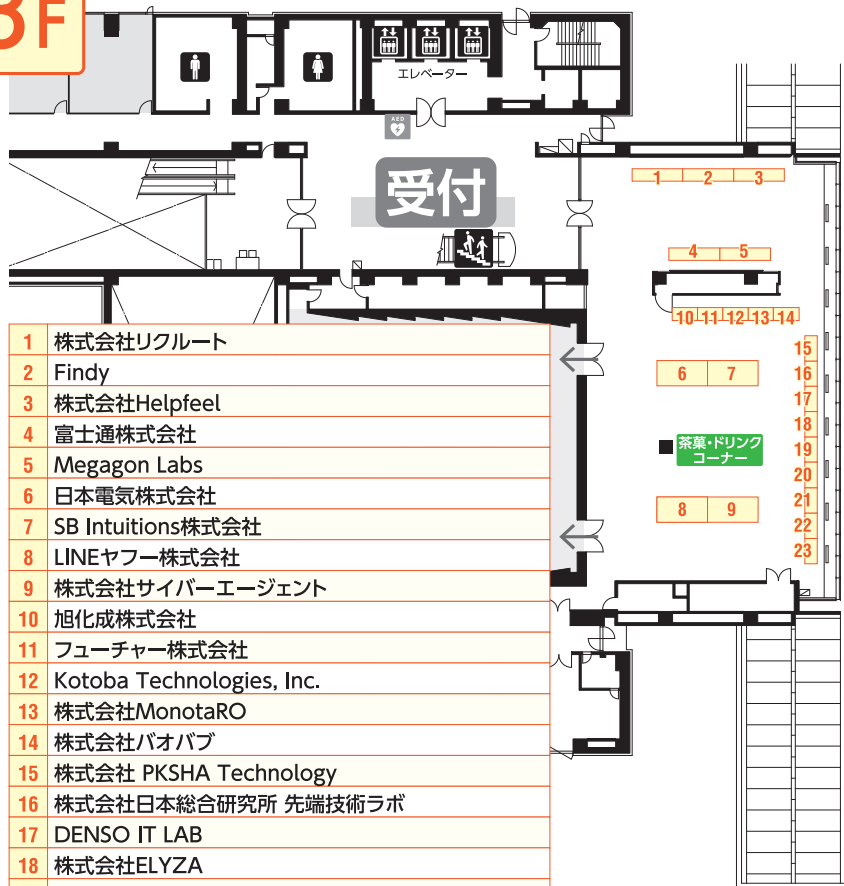 3F
エレベーター
AED
受付
1 2 3
4 5
10 11 12 13 14
15
6 7
16
17
18
茶菓・ドリンク
コーナー
19
20
8 9
21
22
23
1 株式会社リクルート
2 Findy
3 株式会社Helpfeel
4 富士通株式会社
5 Megagon Labs
6 日本電気株式会社
7 SB Intuitions株式会社
8 LINEヤフー株式会社
9 株式会社サイバーエージェント
10 旭化成株式会社
11 フューチャー株式会社
12 Kotoba Technologies, Inc.
13 株式会社MonotaRO
14 株式会社バオバブ
15 株式会社 PKSHA Technology
16 株式会社日本総合研究所 先端技術ラボ
17 DENSO IT LAB
18 株式会社ELYZA